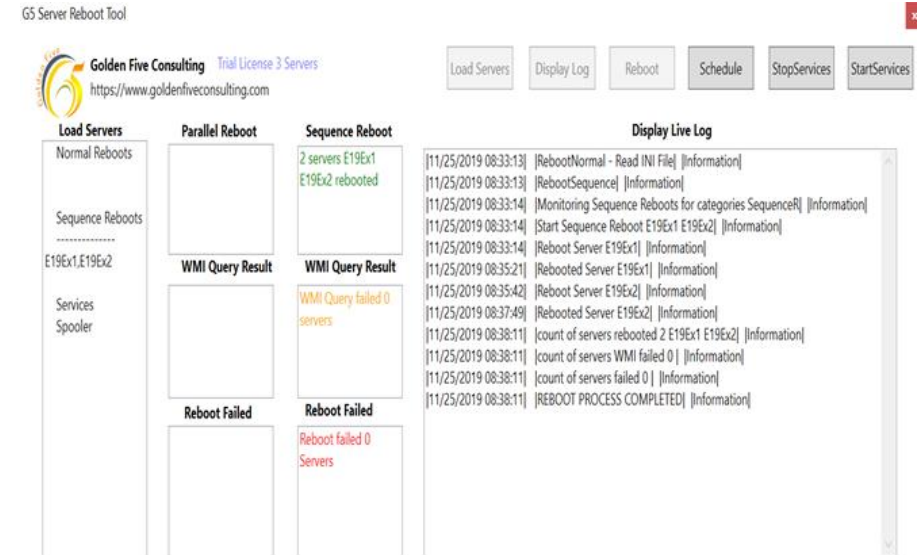 G5 Server Reboot Tool
x
Golden Five
Golden Five Consulting Trial License 3 Servers
https://www.goldenfiveconsulting.com
Load Servers
Display Log
Reboot
Schedule
StopServices
StartServices
Load Servers
Normal Reboots
Sequence Reboots
--------------
E19Ex1,E19Ex2
Services
Spooler
Parallel Reboot
WMI Query Result
Reboot Failed
Sequence Reboot
2 servers E19Ex1
E19Ex2 rebooted
WMI Query Result
WMI Query failed 0
servers
Reboot Failed
Reboot failed 0
Servers
Display Live Log
|11/25/2019 08:33:13| |RebootNormal - Read INI File| |Information|
|11/25/2019 08:33:13| |RebootSequence| |Information|
|11/25/2019 08:33:14| |Monitoring Sequence Reboots for categories SequenceR| |Information|
|11/25/2019 08:33:14| |Start Sequence Reboot E19Ex1 E19Ex2| |Information|
|11/25/2019 08:33:14| |Reboot Server E19Ex1| |Information|
|11/25/2019 08:35:21| |Rebooted Server E19Ex1| |Information|
|11/25/2019 08:35:42| |Reboot Server E19Ex2| |Information|
|11/25/2019 08:37:49| |Rebooted Server E19Ex2| |Information|
|11/25/2019 08:38:11| |count of servers rebooted 2 E19Ex1 E19Ex2| |Information|
|11/25/2019 08:38:11| |count of servers WMI failed 0 | |Information|
|11/25/2019 08:38:11| |count of servers failed 0 | |Information|
|11/25/2019 08:38:11| |REBOOT PROCESS COMPLETED| |Information|